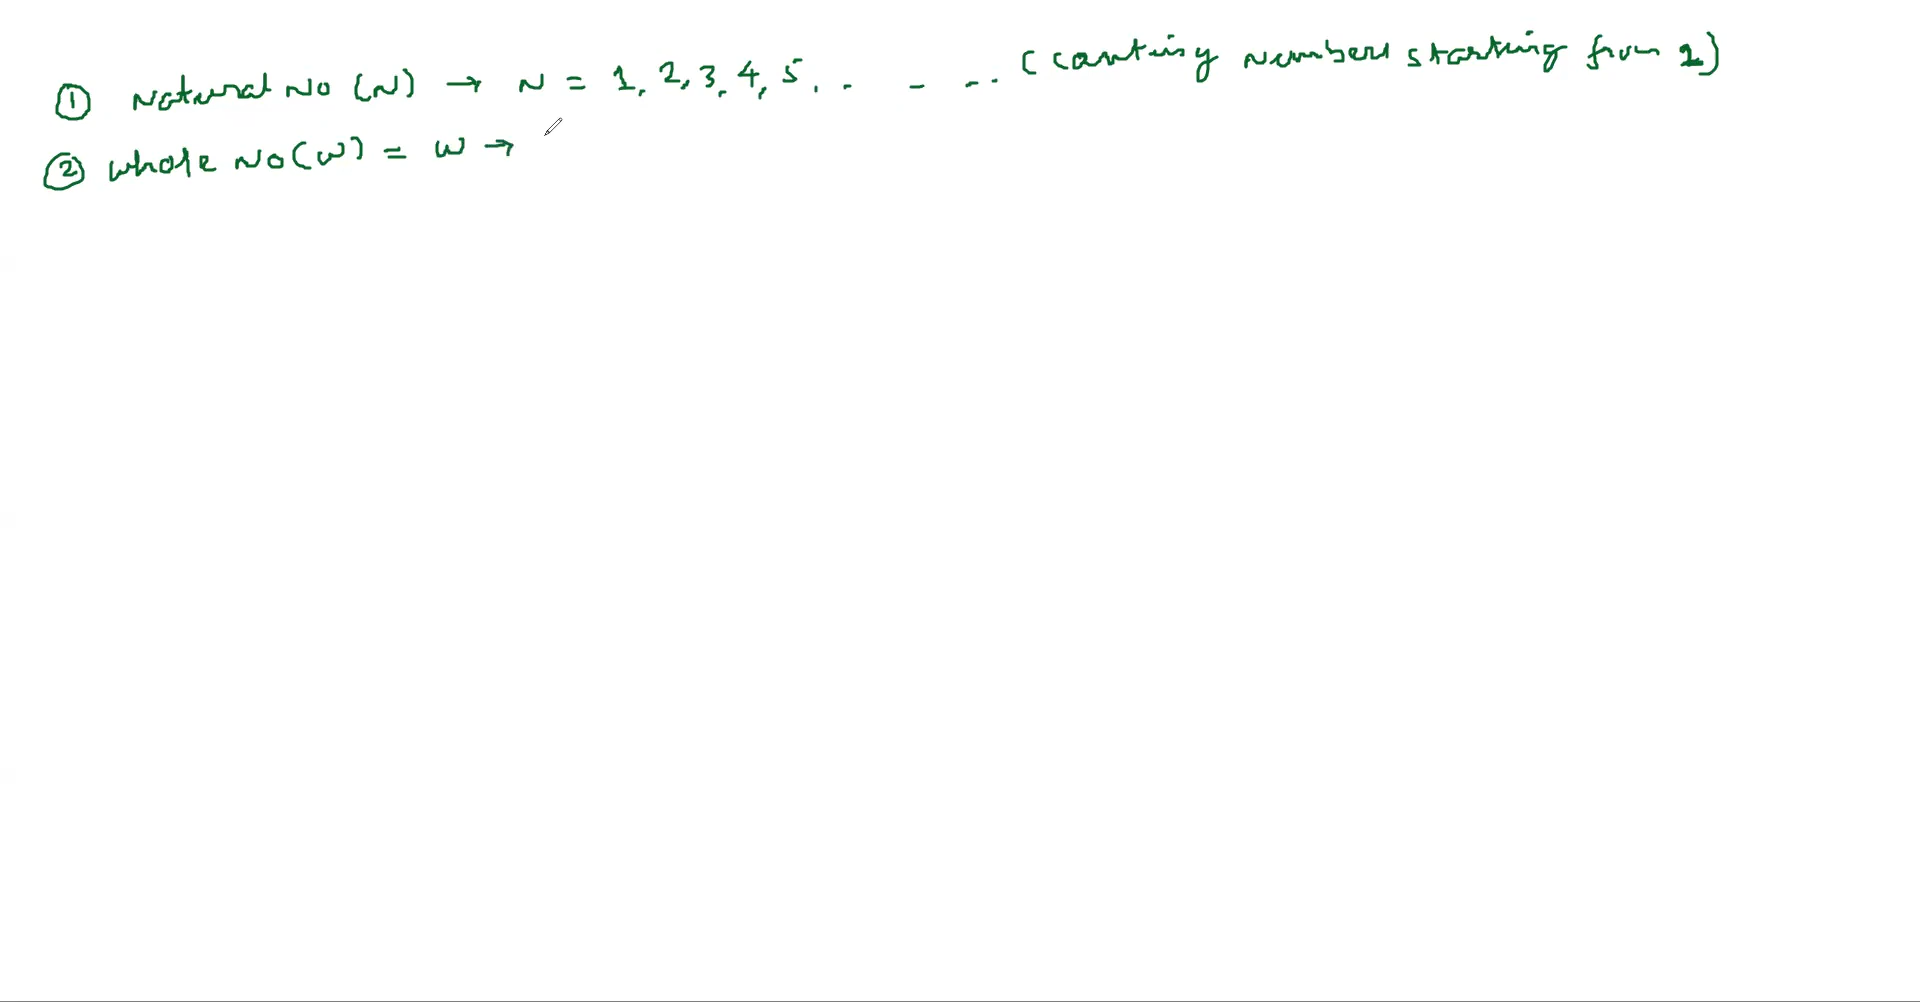 ① Natural No (N) → N = 1, 2, 3, 4, 5, . . - - . . (counting numbers starting from 1)
② Whole No (W) = W →